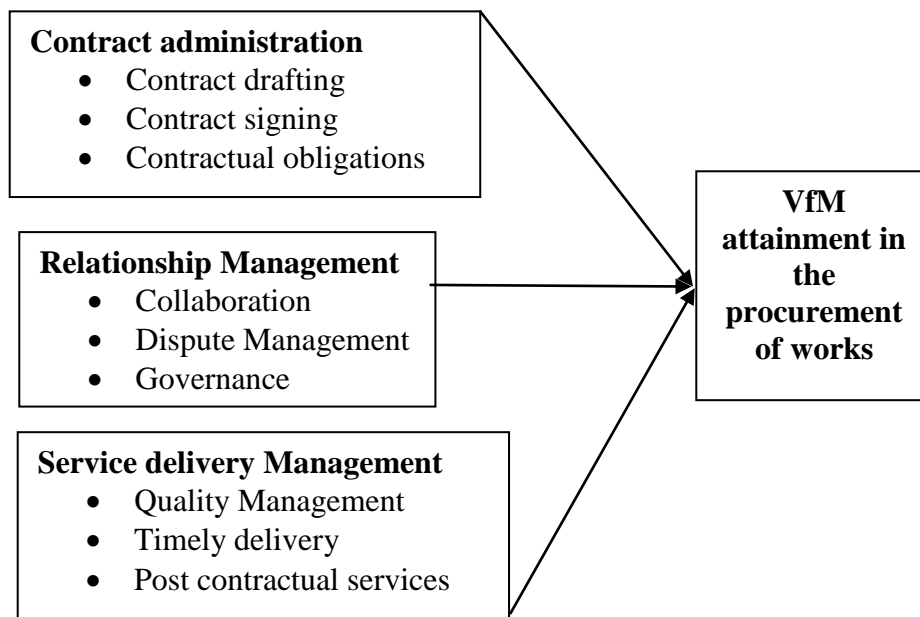 Contract administration
• Contract drafting
• Contract signing
• Contractual obligations
Relationship Management
• Collaboration
• Dispute Management
• Governance
Service delivery Management
• Quality Management
• Timely delivery
• Post contractual services
VfM
attainment in
the
procurement
of works